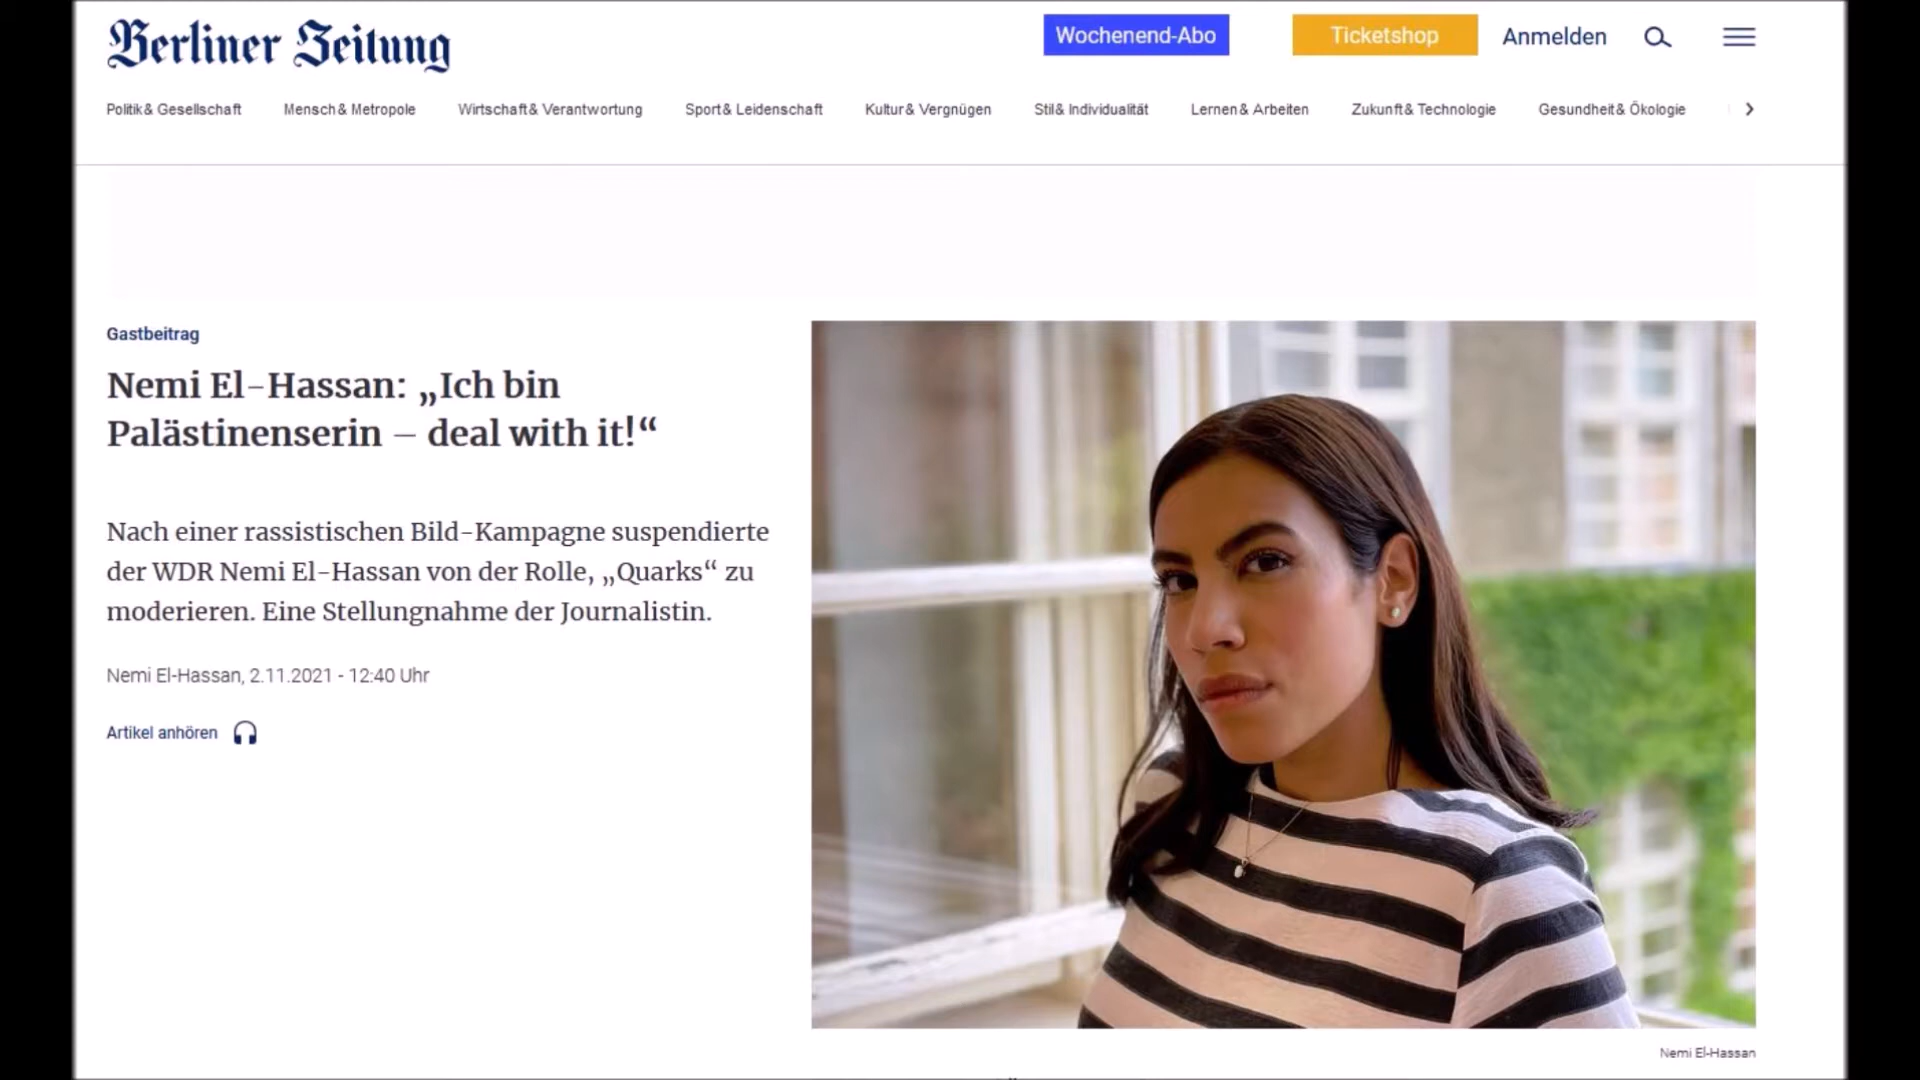 Berliner Zeitung
Wochenend-Abo
Ticketshop
Anmelden
Politik & Gesellschaft
Mensch & Metropole
Wirtschaft & Verantwortung
Sport & Leidenschaft
Kultur & Vergnügen
Stil & Individualität
Lernen & Arbeiten
Zukunft & Technologie
Gesundheit & Ökologie
Gastbeitrag
Nemi El-Hassan: „Ich bin
Palästinenserin – deal with it!“
Nach einer rassistischen Bild-Kampagne suspendierte
der WDR Nemi El-Hassan von der Rolle, „Quarks“ zu
moderieren. Eine Stellungnahme der Journalistin.
Nemi El-Hassan, 2.11.2021 - 12:40 Uhr
Artikel anhören
Nemi El-Hassan